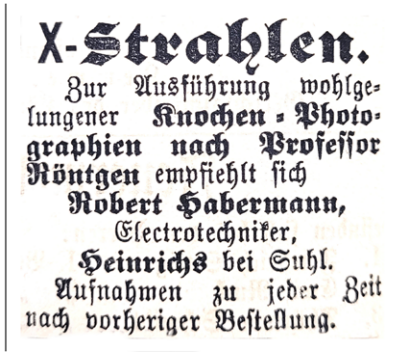 X-Strahlen.
Zur Ausführung wohlge-
lungener Knochen-Photo-
graphien nach Professor
Röntgen empfiehlt sich
Robert Habermann,
Electrotechniker,
Heinrichs bei Suhl.
Aufnahmen zu jeder Zeit
nach vorheriger Bestellung.